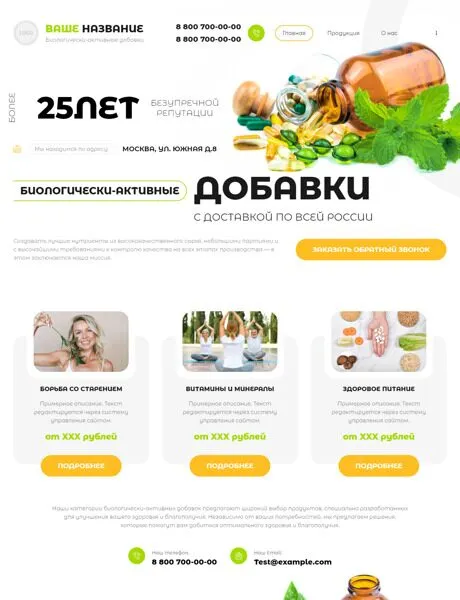 ВАШЕ НАЗВАНИЕ
Биологически-активные добавки
8 800 700-00-00
8 800 700-00-00
Главная
Продукция
О нас
БОЛЕЕ
25ЛЕТ
БЕЗУПРЕЧНОЙ
РЕПУТАЦИИ
Мы находимся по адресу
МОСКВА, УЛ. ЮЖНАЯ Д.8
БИОЛОГИЧЕСКИ-АКТИВНЫЕ
ДОБАВКИ
С ДОСТАВКОЙ ПО ВСЕЙ РОССИИ
Создавать лучшие нутриенты из высококачественного сырья, небольшими партиями и
с высочайшими требованиями к контролю качества на всех этапах производства — в
этом заключается наша миссия.
ЗАКАЗАТЬ ОБРАТНЫЙ ЗВОНОК
БОРЬБА СО СТАРЕНИЕМ
Примерное описание. Текст
редактируется через систему
управления сайтом.
от XXX рублей
ПОДРОБНЕЕ
ВИТАМИНЫ И МИНЕРАЛЫ
Примерное описание. Текст
редактируется через систему
управления сайтом.
от XXX рублей
ПОДРОБНЕЕ
ЗДОРОВОЕ ПИТАНИЕ
Примерное описание. Текст
редактируется через систему
управления сайтом.
от XXX рублей
ПОДРОБНЕЕ
Наши категории биологически-активных добавок предлагают широкий выбор продуктов, специально разработанных
для улучшения вашего здоровья и благополучия. Независимо от ваших потребностей, мы предлагаем решения,
которые помогут вам добиться оптимального здоровья и благополучия.
Наш телефон
8 800 700-00-00
Наш Email
Test@example.com